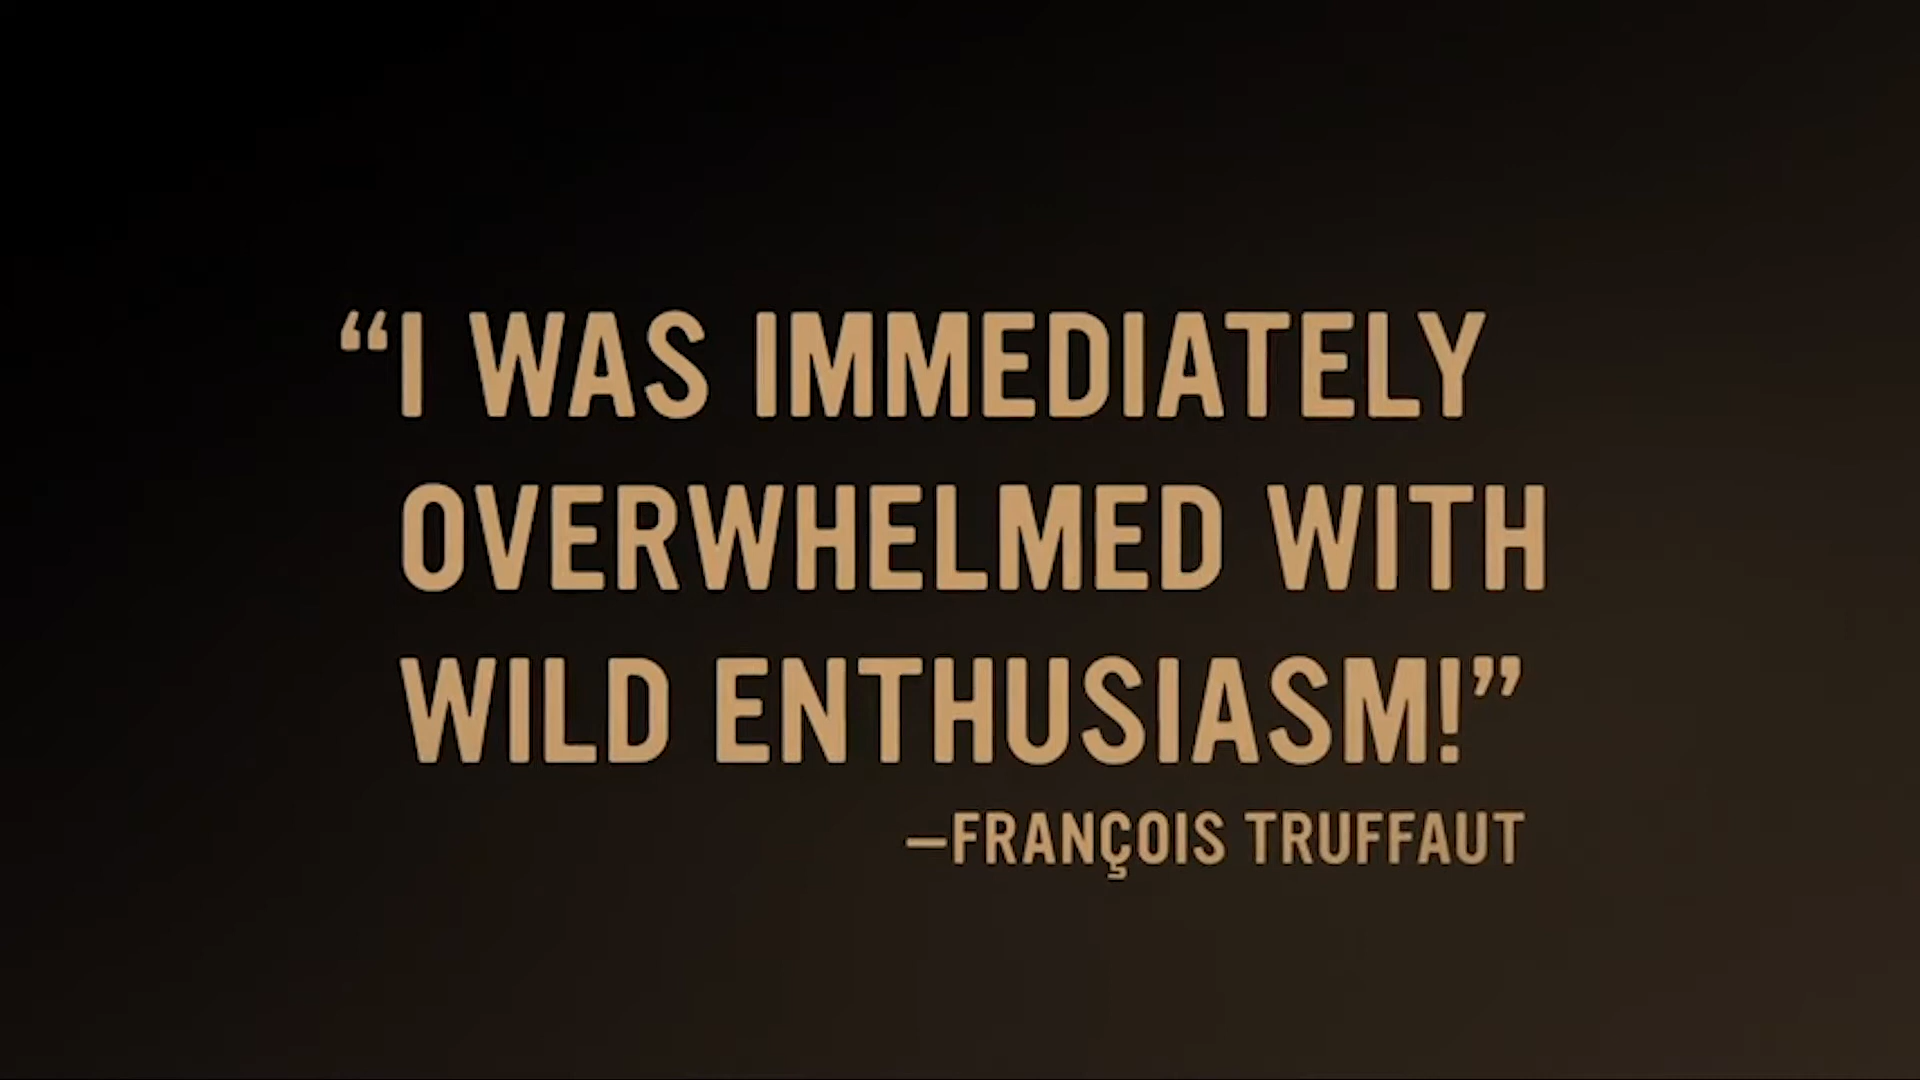 “I WAS IMMEDIATELY
OVERWHELMED WITH
WILD ENTHUSIASM!”
—FRANÇOIS TRUFFAUT